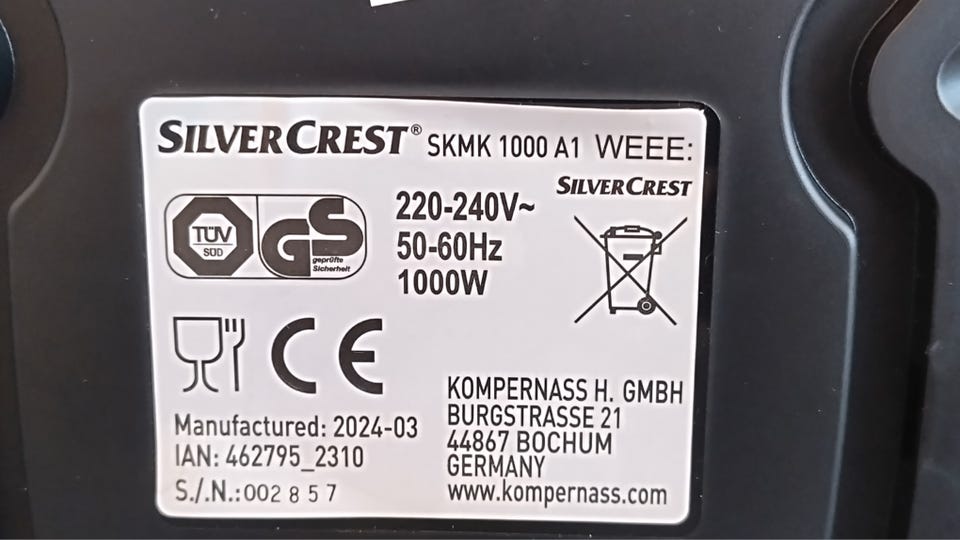 SILVERCREST® SKMK 1000 A1 WEEE:
SILVERCREST
TÜV
SÜD
GS
geprüfte
Sicherheit
220-240V~
50-60Hz
1000W
CE
Manufactured: 2024-03
IAN: 462795_2310
S./.N.:002857
KOMPERNASS H. GMBH
BURGSTRASSE 21
44867 BOCHUM
GERMANY
www.kompernass.com